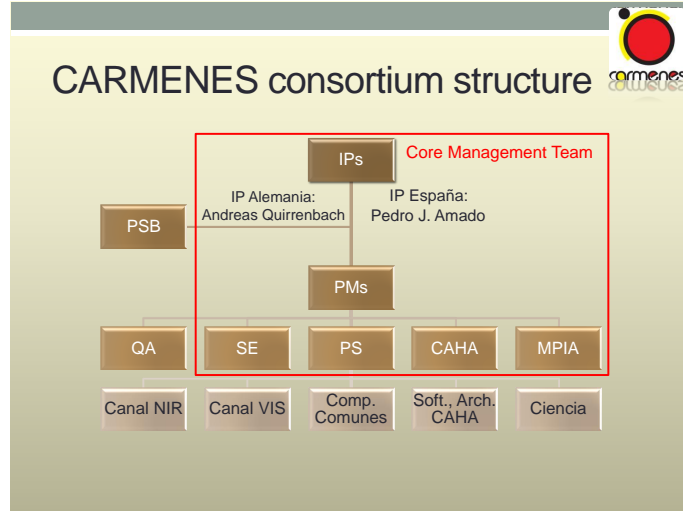 CARMENES consortium structure
carmenes
IPs
Core Management Team
IP Alemania:
Andreas Quirrenbach
IP España:
Pedro J. Amado
PSB
PMs
QA
SE
PS
CAHA
MPIA
Canal NIR
Canal VIS
Comp.
Comunes
Soft., Arch.
CAHA
Ciencia